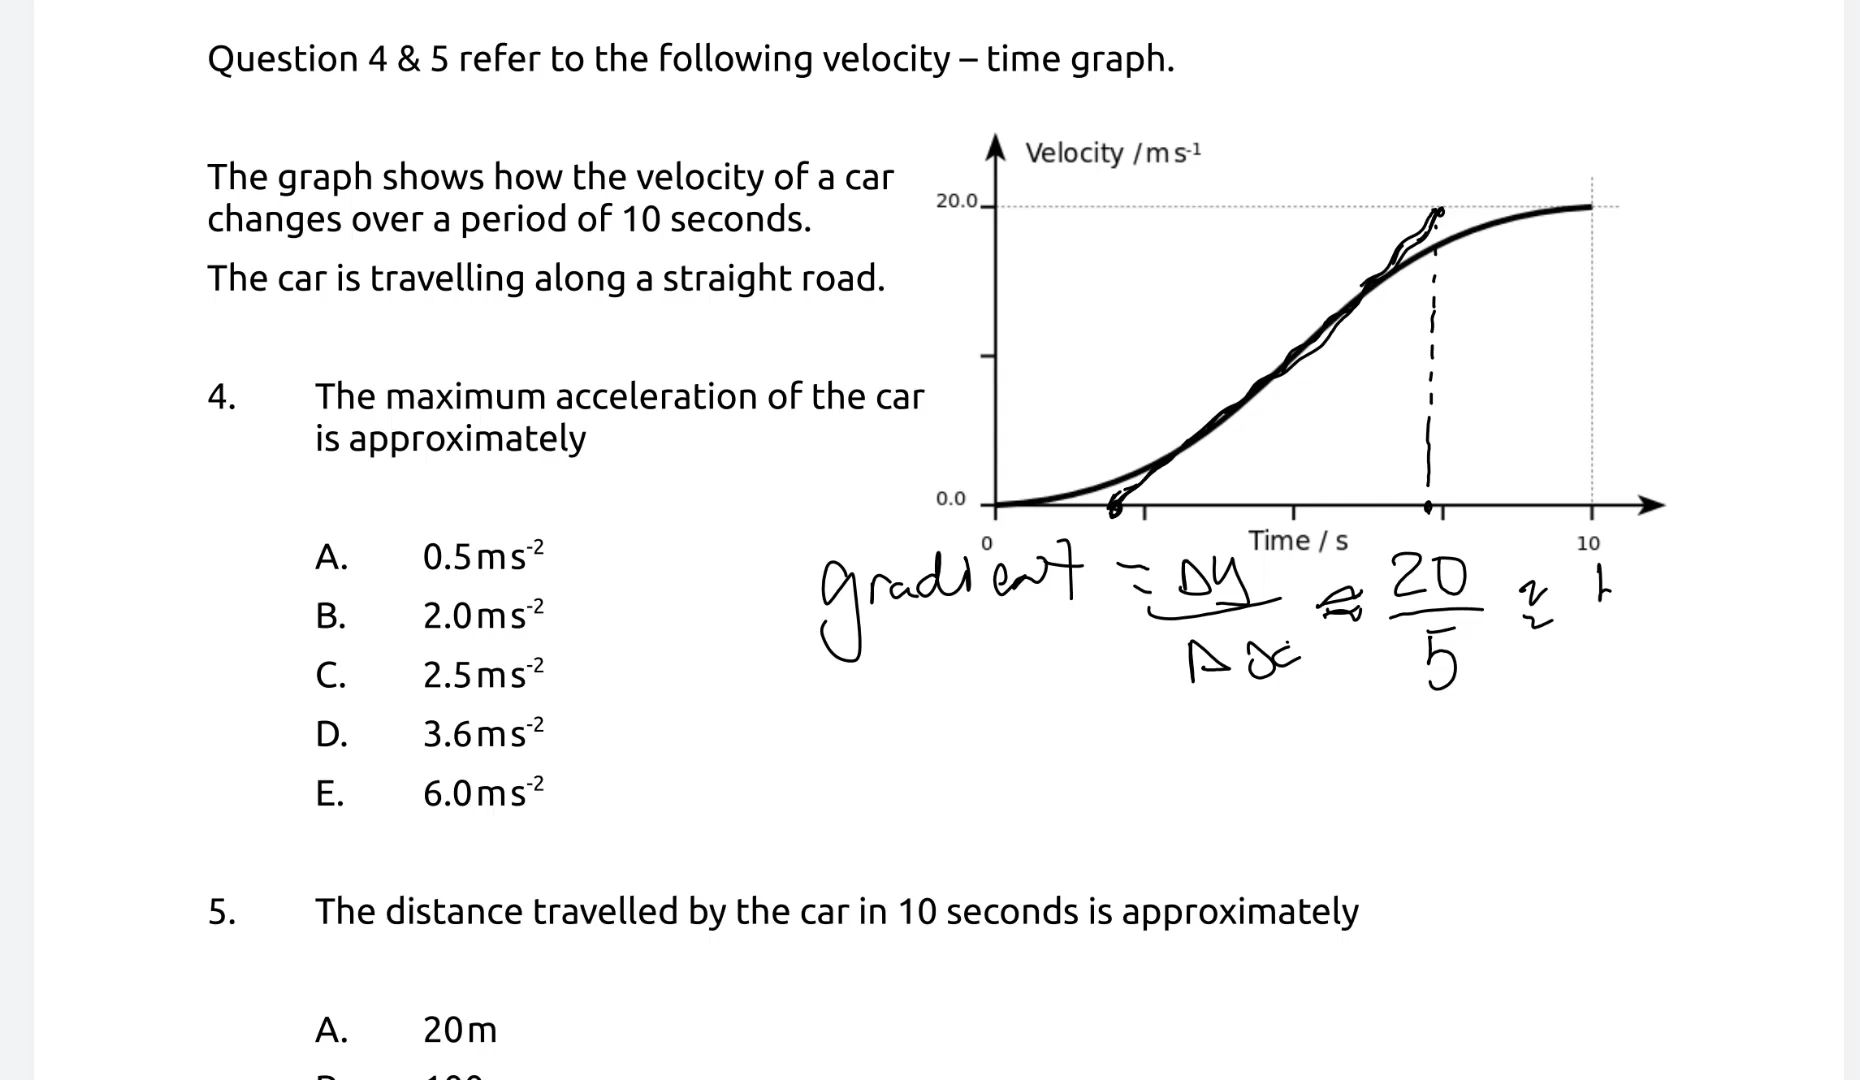 Question 4 & 5 refer to the following velocity – time graph.
The graph shows how the velocity of a car
changes over a period of 10 seconds.
The car is travelling along a straight road.
Velocity /m s⁻¹
20.0
0.0
0
Time / s
10
4. The maximum acceleration of the car
is approximately
A. 0.5 m s⁻²
B. 2.0 m s⁻²
C. 2.5 m s⁻²
D. 3.6 m s⁻²
E. 6.0 m s⁻²
gradient = Δy / Δx ≈ 20 / 5 ≈
5. The distance travelled by the car in 10 seconds is approximately
A. 20 m